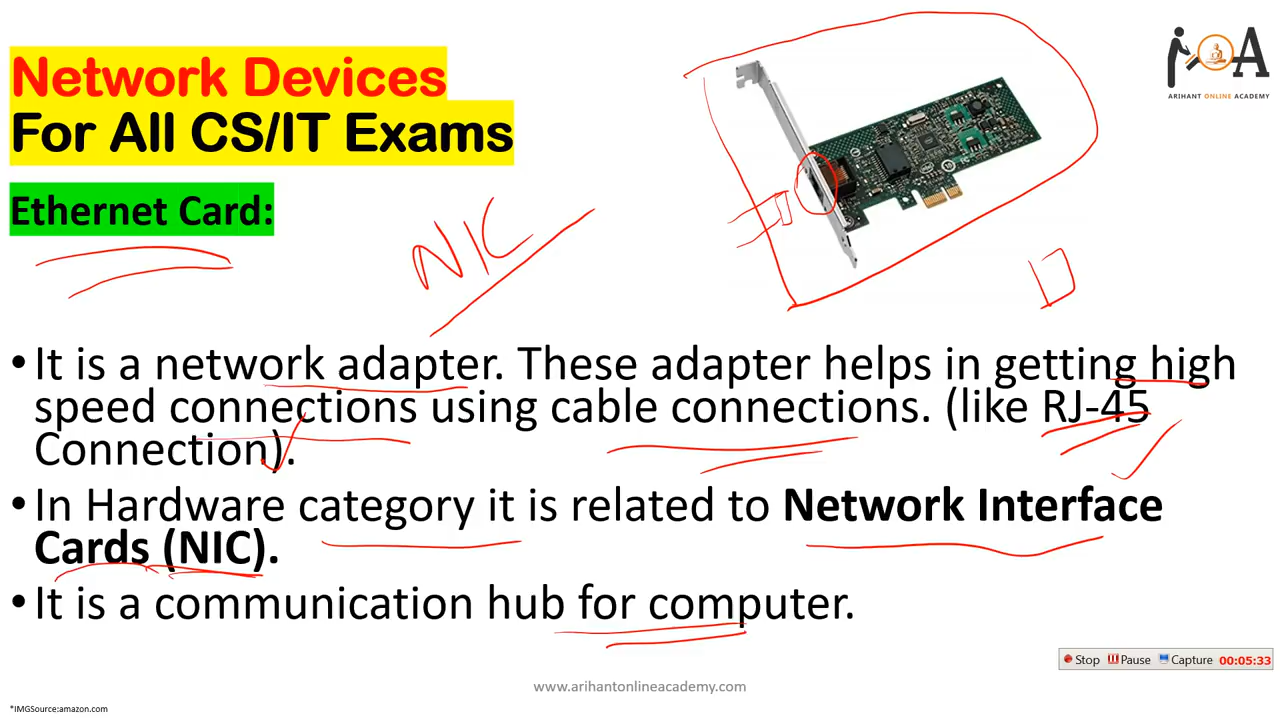 Network Devices
For All CS/IT Exams
ARIHANT ONLINE ACADEMY
Ethernet Card:
NIC
• It is a network adapter. These adapter helps in getting high
speed connections using cable connections. (like RJ-45
Connection).
• In Hardware category it is related to Network Interface
Cards (NIC).
• It is a communication hub for computer.
Stop Pause Capture 00:05:33
www.arihantonlineacademy.com
*IMGSource:amazon.com